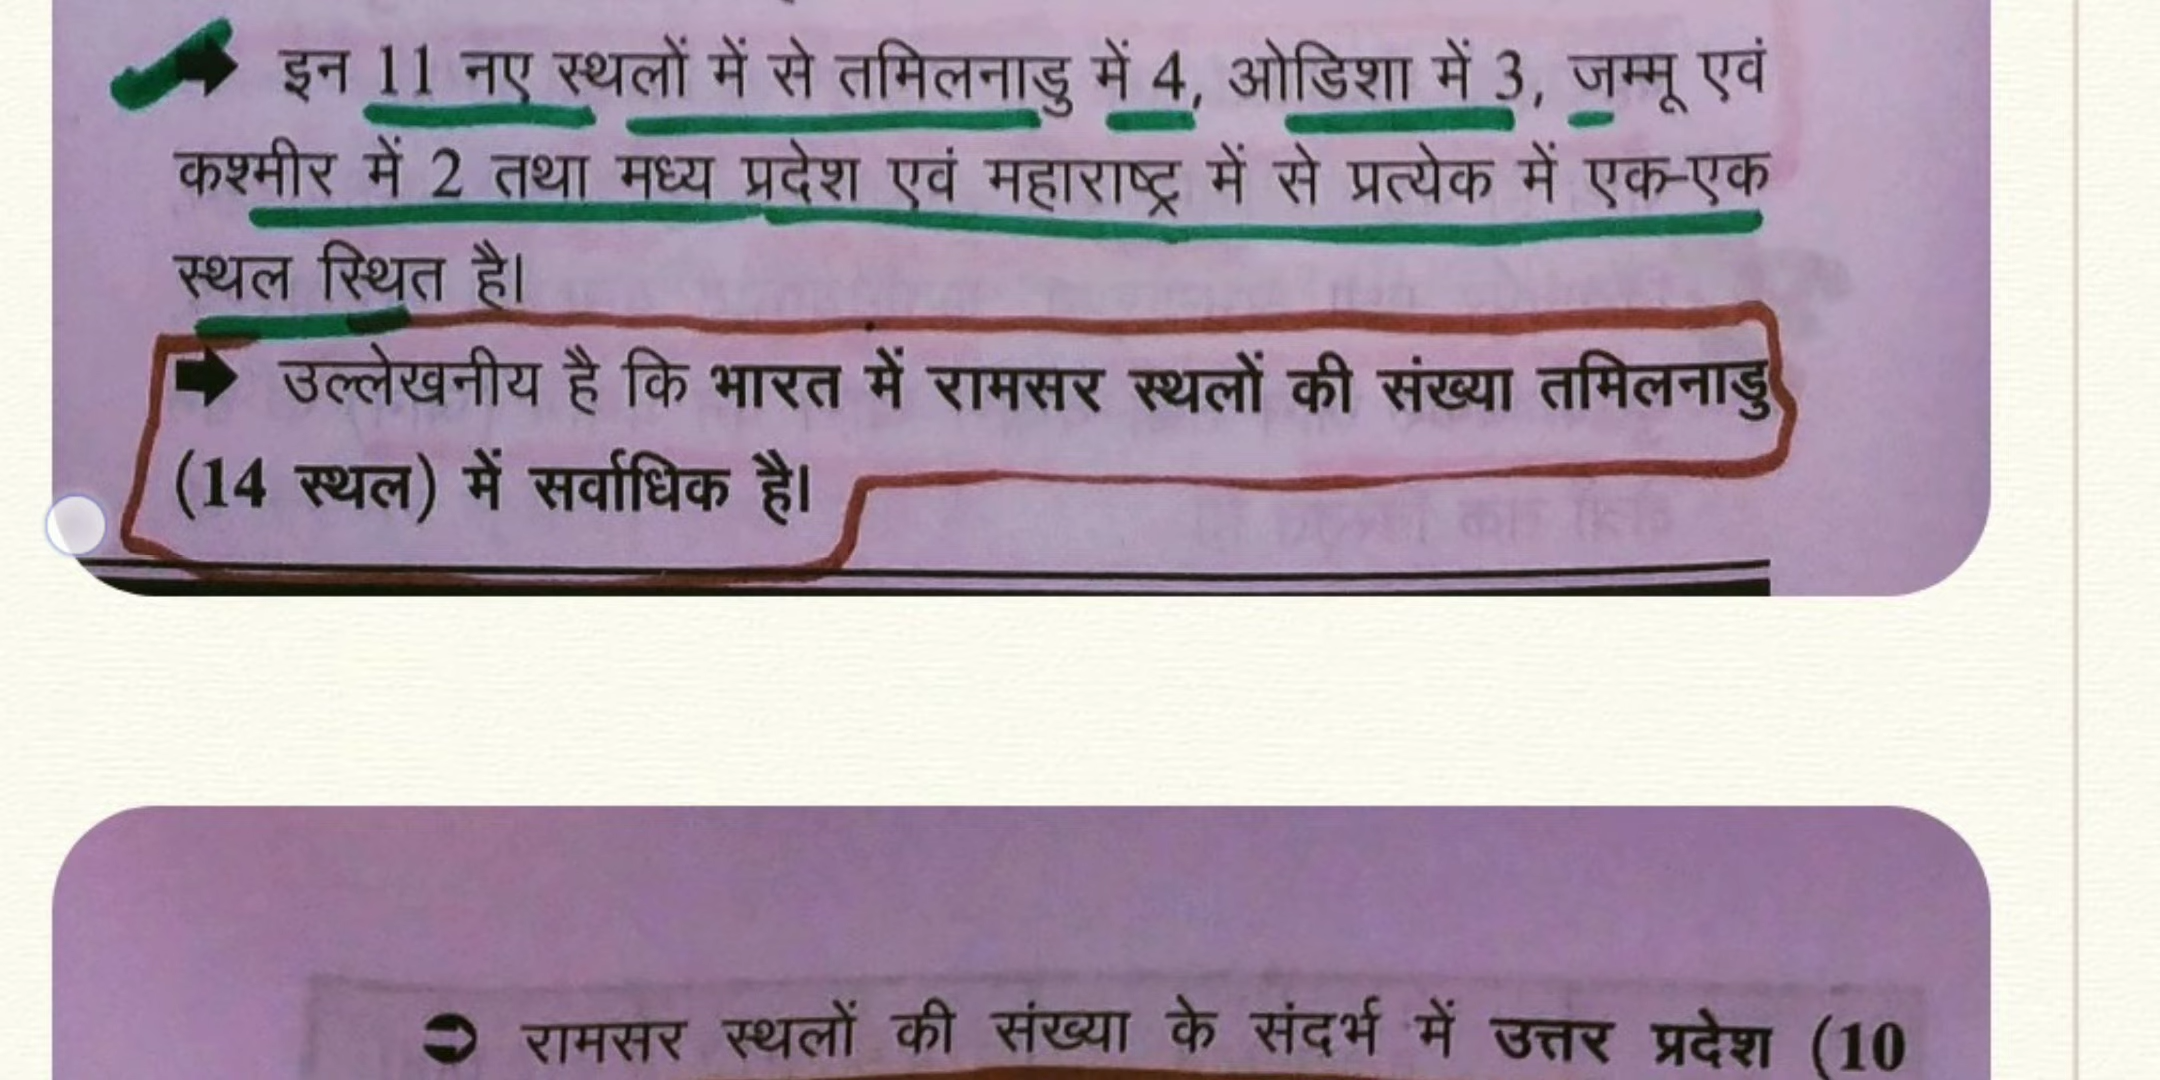 ➡ इन 11 नए स्थलों में से तमिलनाडु में 4, ओडिशा में 3, जम्मू एवं
कश्मीर में 2 तथा मध्य प्रदेश एवं महाराष्ट्र में से प्रत्येक में एक-एक
स्थल स्थित है।
➡ उल्लेखनीय है कि भारत में रामसर स्थलों की संख्या तमिलनाडु
(14 स्थल) में सर्वाधिक है।
➲ रामसर स्थलों की संख्या के संदर्भ में उत्तर प्रदेश (10